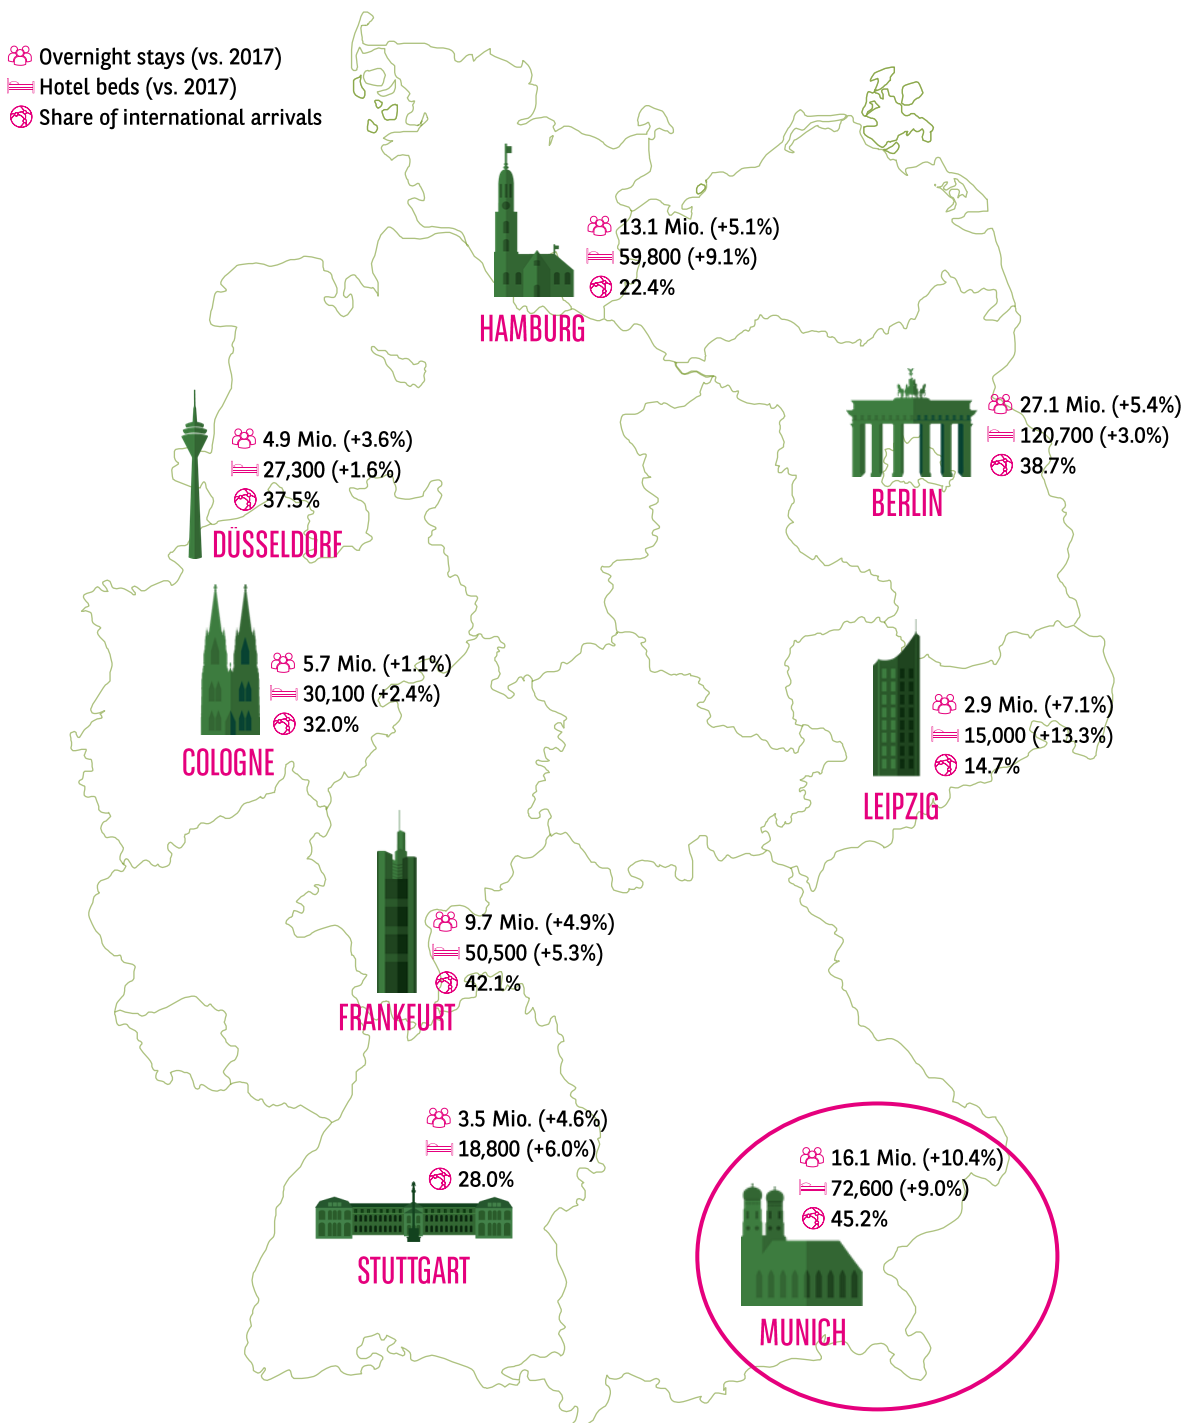 Overnight stays (vs. 2017)
Hotel beds (vs. 2017)
Share of international arrivals
13.1 Mio. (+5.1%)
59,800 (+9.1%)
22.4%
HAMBURG
27.1 Mio. (+5.4%)
120,700 (+3.0%)
38.7%
BERLIN
4.9 Mio. (+3.6%)
27,300 (+1.6%)
37.5%
DÜSSELDORF
5.7 Mio. (+1.1%)
30,100 (+2.4%)
32.0%
COLOGNE
2.9 Mio. (+7.1%)
15,000 (+13.3%)
14.7%
LEIPZIG
9.7 Mio. (+4.9%)
50,500 (+5.3%)
42.1%
FRANKFURT
3.5 Mio. (+4.6%)
18,800 (+6.0%)
28.0%
STUTTGART
16.1 Mio. (+10.4%)
72,600 (+9.0%)
45.2%
MUNICH